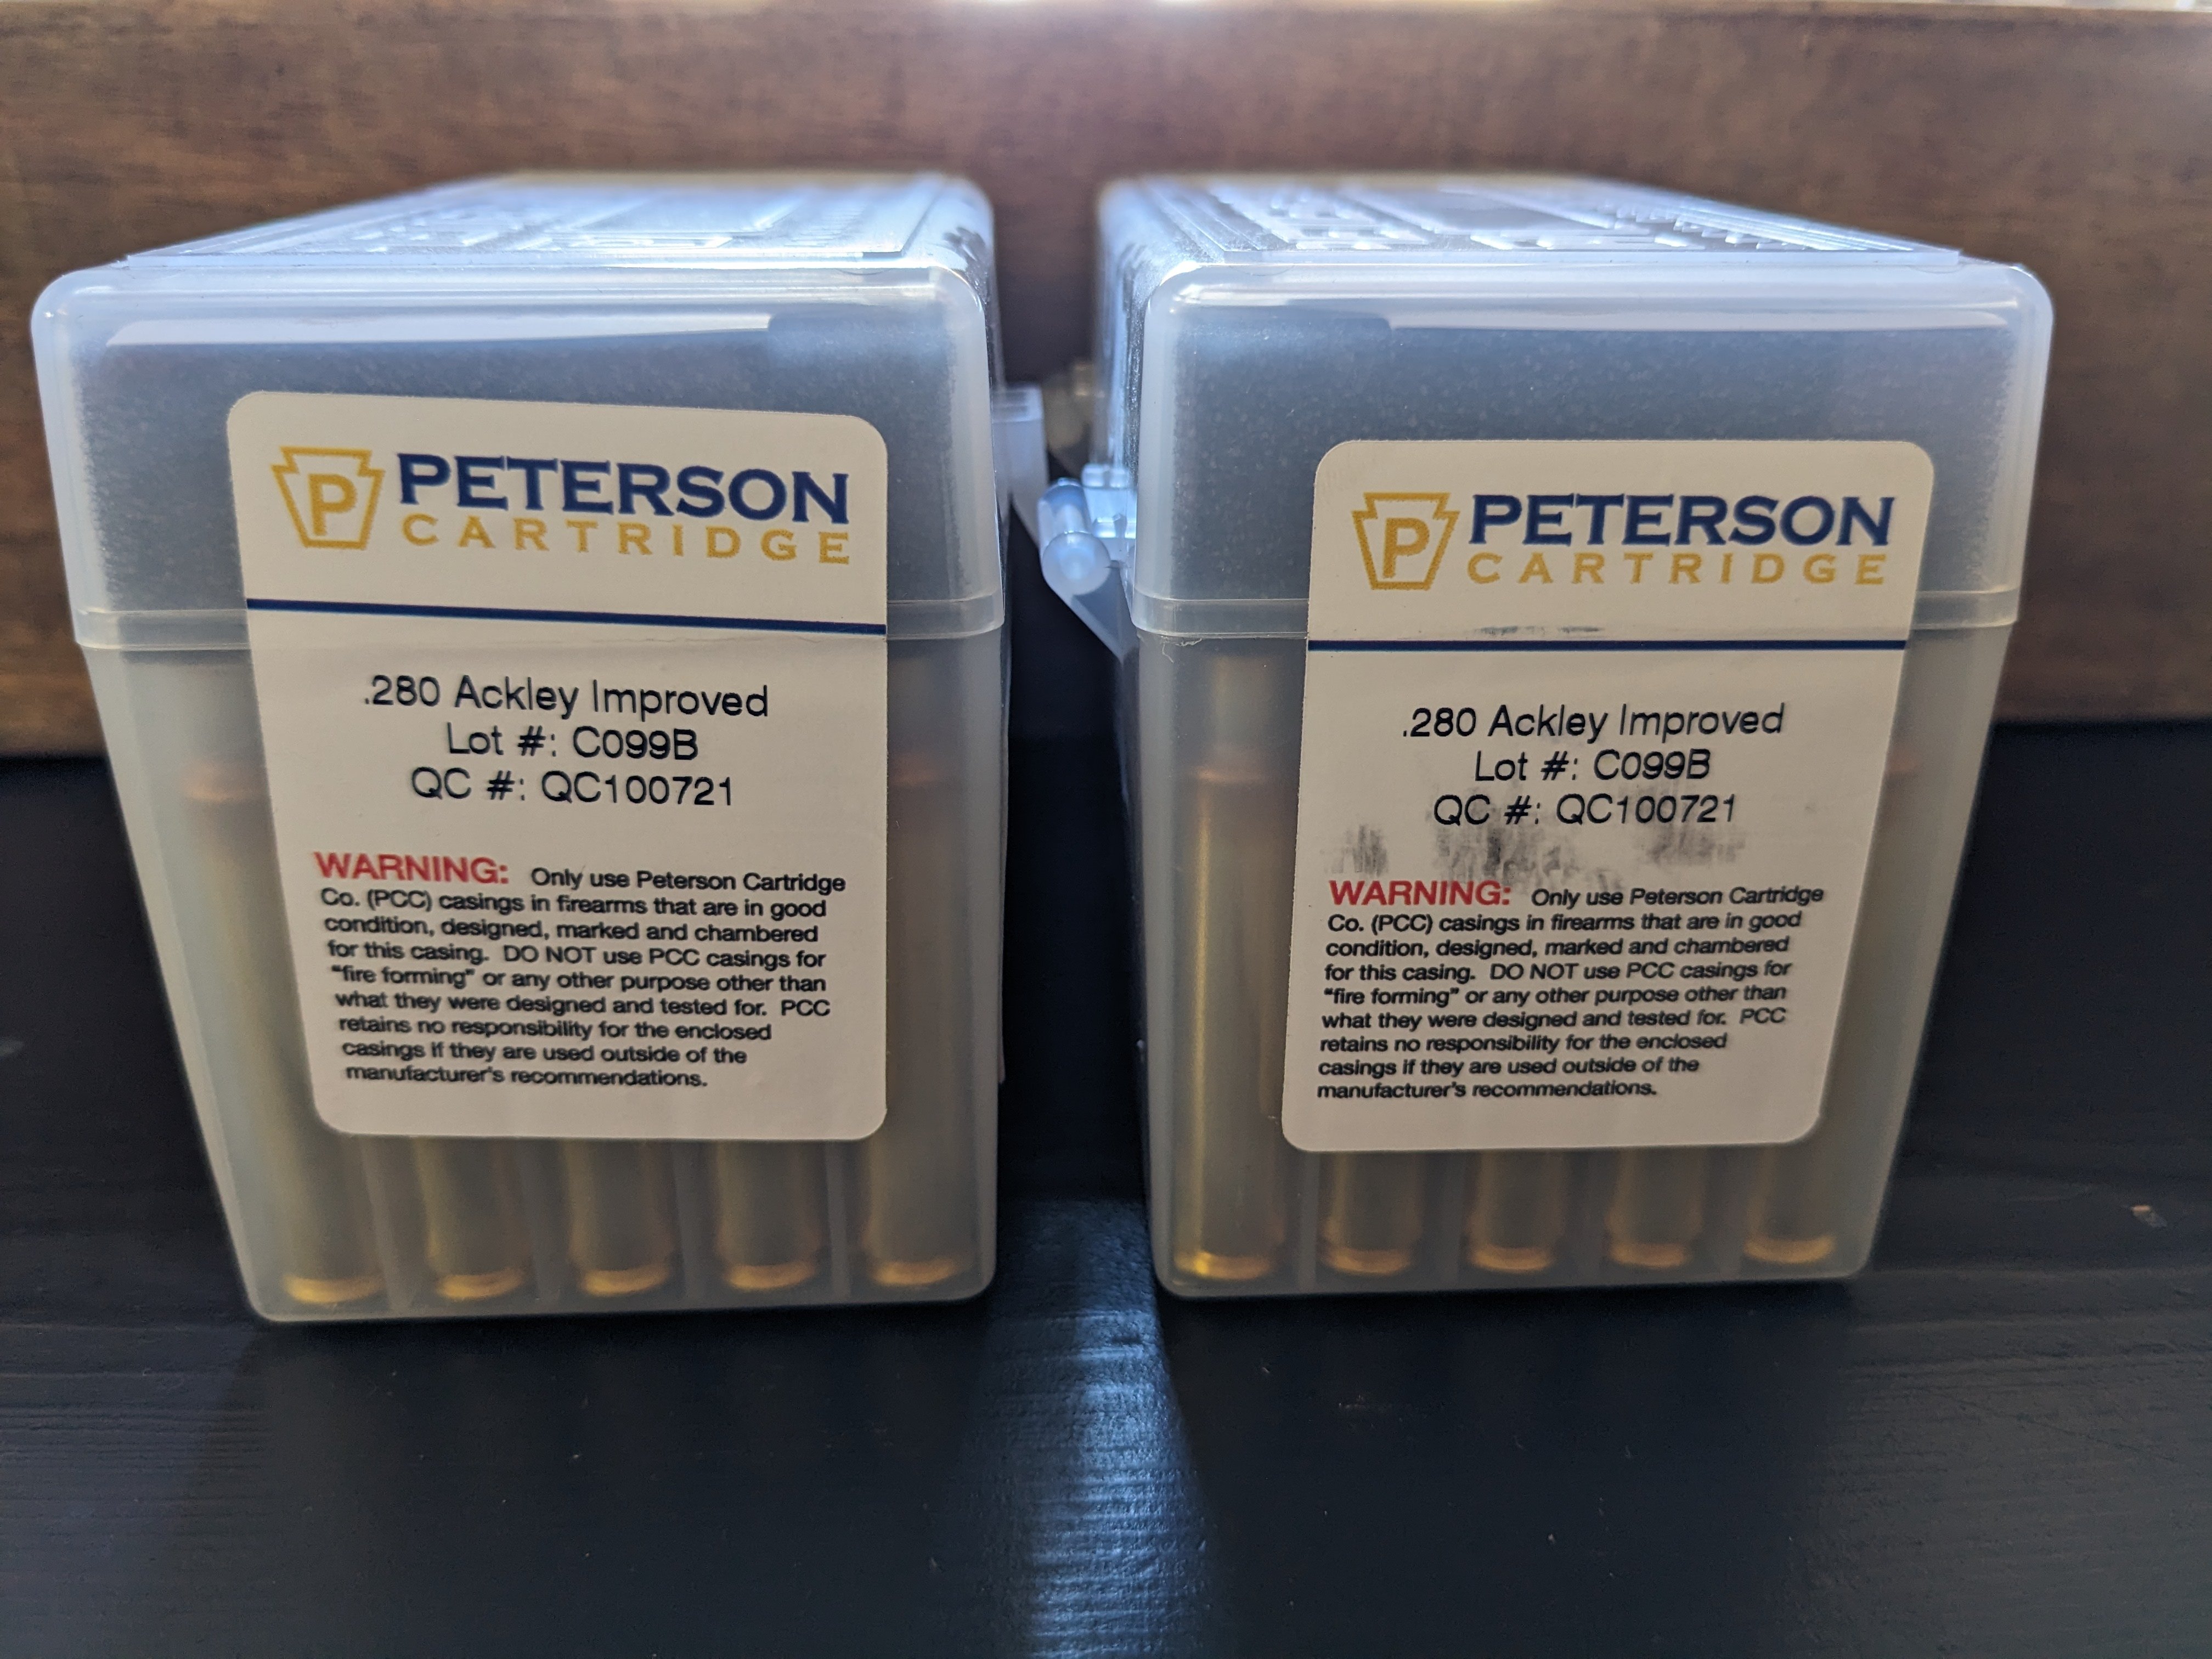 P PETERSON
CARTRIDGE
.280 Ackley Improved
Lot #: C099B
QC #: QC100721
WARNING: Only use Peterson Cartridge
Co. (PCC) casings in firearms that are in good
condition, designed, marked and chambered
for this casing. DO NOT use PCC casings for
"fire forming" or any other purpose other than
what they were designed and tested for. PCC
retains no responsibility for the enclosed
casings if they are used outside of the
manufacturer's recommendations.
P PETERSON
CARTRIDGE
.280 Ackley Improved
Lot #: C099B
QC #: QC100721
WARNING: Only use Peterson Cartridge
Co. (PCC) casings in firearms that are in good
condition, designed, marked and chambered
for this casing. DO NOT use PCC casings for
"fire forming" or any other purpose other than
what they were designed and tested for. PCC
retains no responsibility for the enclosed
casings if they are used outside of the
manufacturer's recommendations.